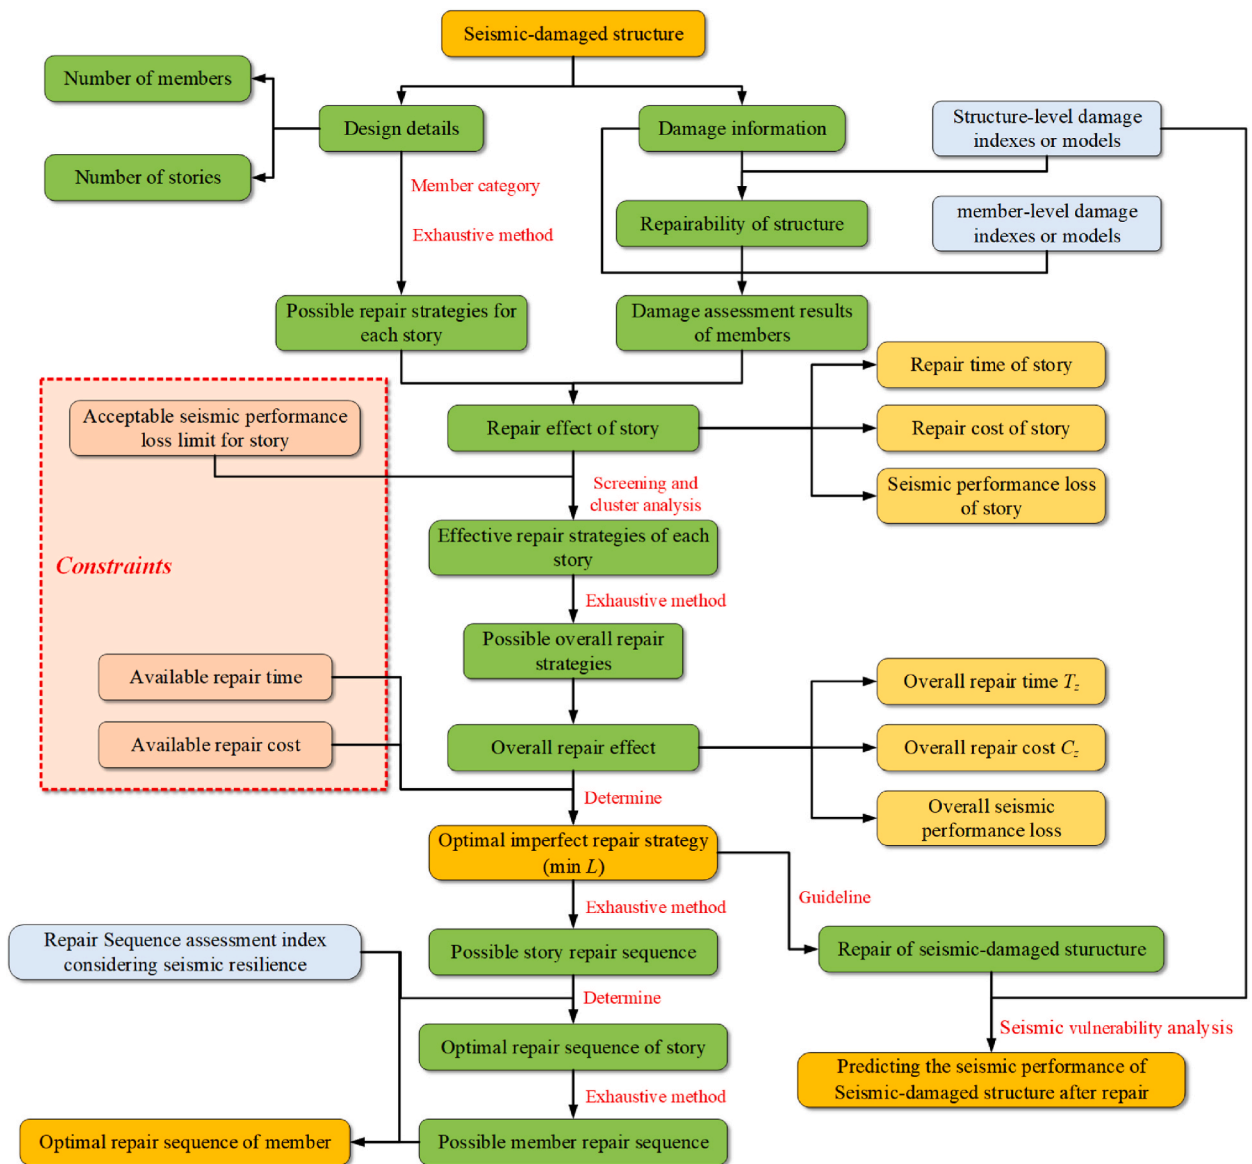 Seismic-damaged structure
Number of members
Design details
Damage information
Structure-level damage
indexes or models
Number of stories
Member category
Exhaustive method
Repairability of structure
member-level damage
indexes or models
Possible repair strategies for
each story
Damage assessment results
of members
Repair time of story
Acceptable seismic performance
loss limit for story
Repair effect of story
Repair cost of story
Screening and
cluster analysis
Seismic performance loss
of story
Constraints
Effective repair strategies of each
story
Exhaustive method
Possible overall repair
strategies
Available repair time
Overall repair time Tz
Available repair cost
Overall repair effect
Overall repair cost Cz
Determine
Overall seismic
performance loss
Optimal imperfect repair strategy
(min L)
Exhaustive method
Guideline
Repair Sequence assessment index
considering seismic resilience
Possible story repair sequence
Repair of seismic-damaged sturucture
Determine
Seismic vulnerability analysis
Optimal repair sequence of story
Predicting the seismic performance of
Seismic-damaged structure after repair
Exhaustive method
Optimal repair sequence of member
Possible member repair sequence